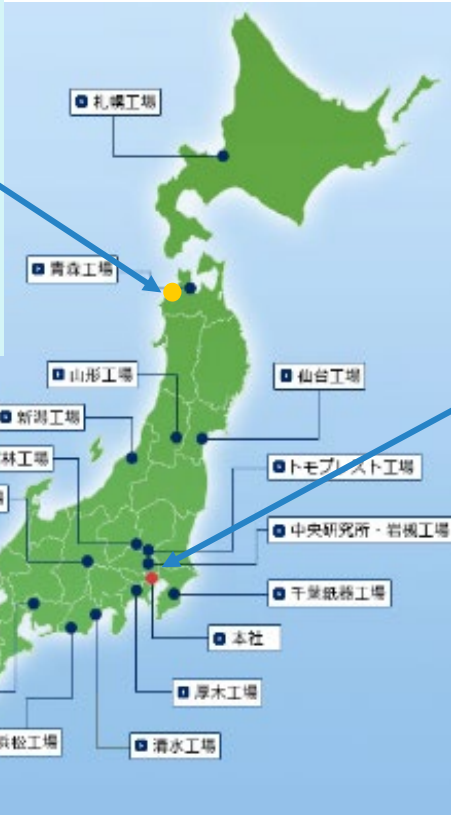 札幌工場
青森工場
山形工場
仙台工場
新潟工場
林工場
トモプレスト工場
中央研究所・岩槻工場
千葉紙器工場
本社
厚木工場
浜松工場
清水工場